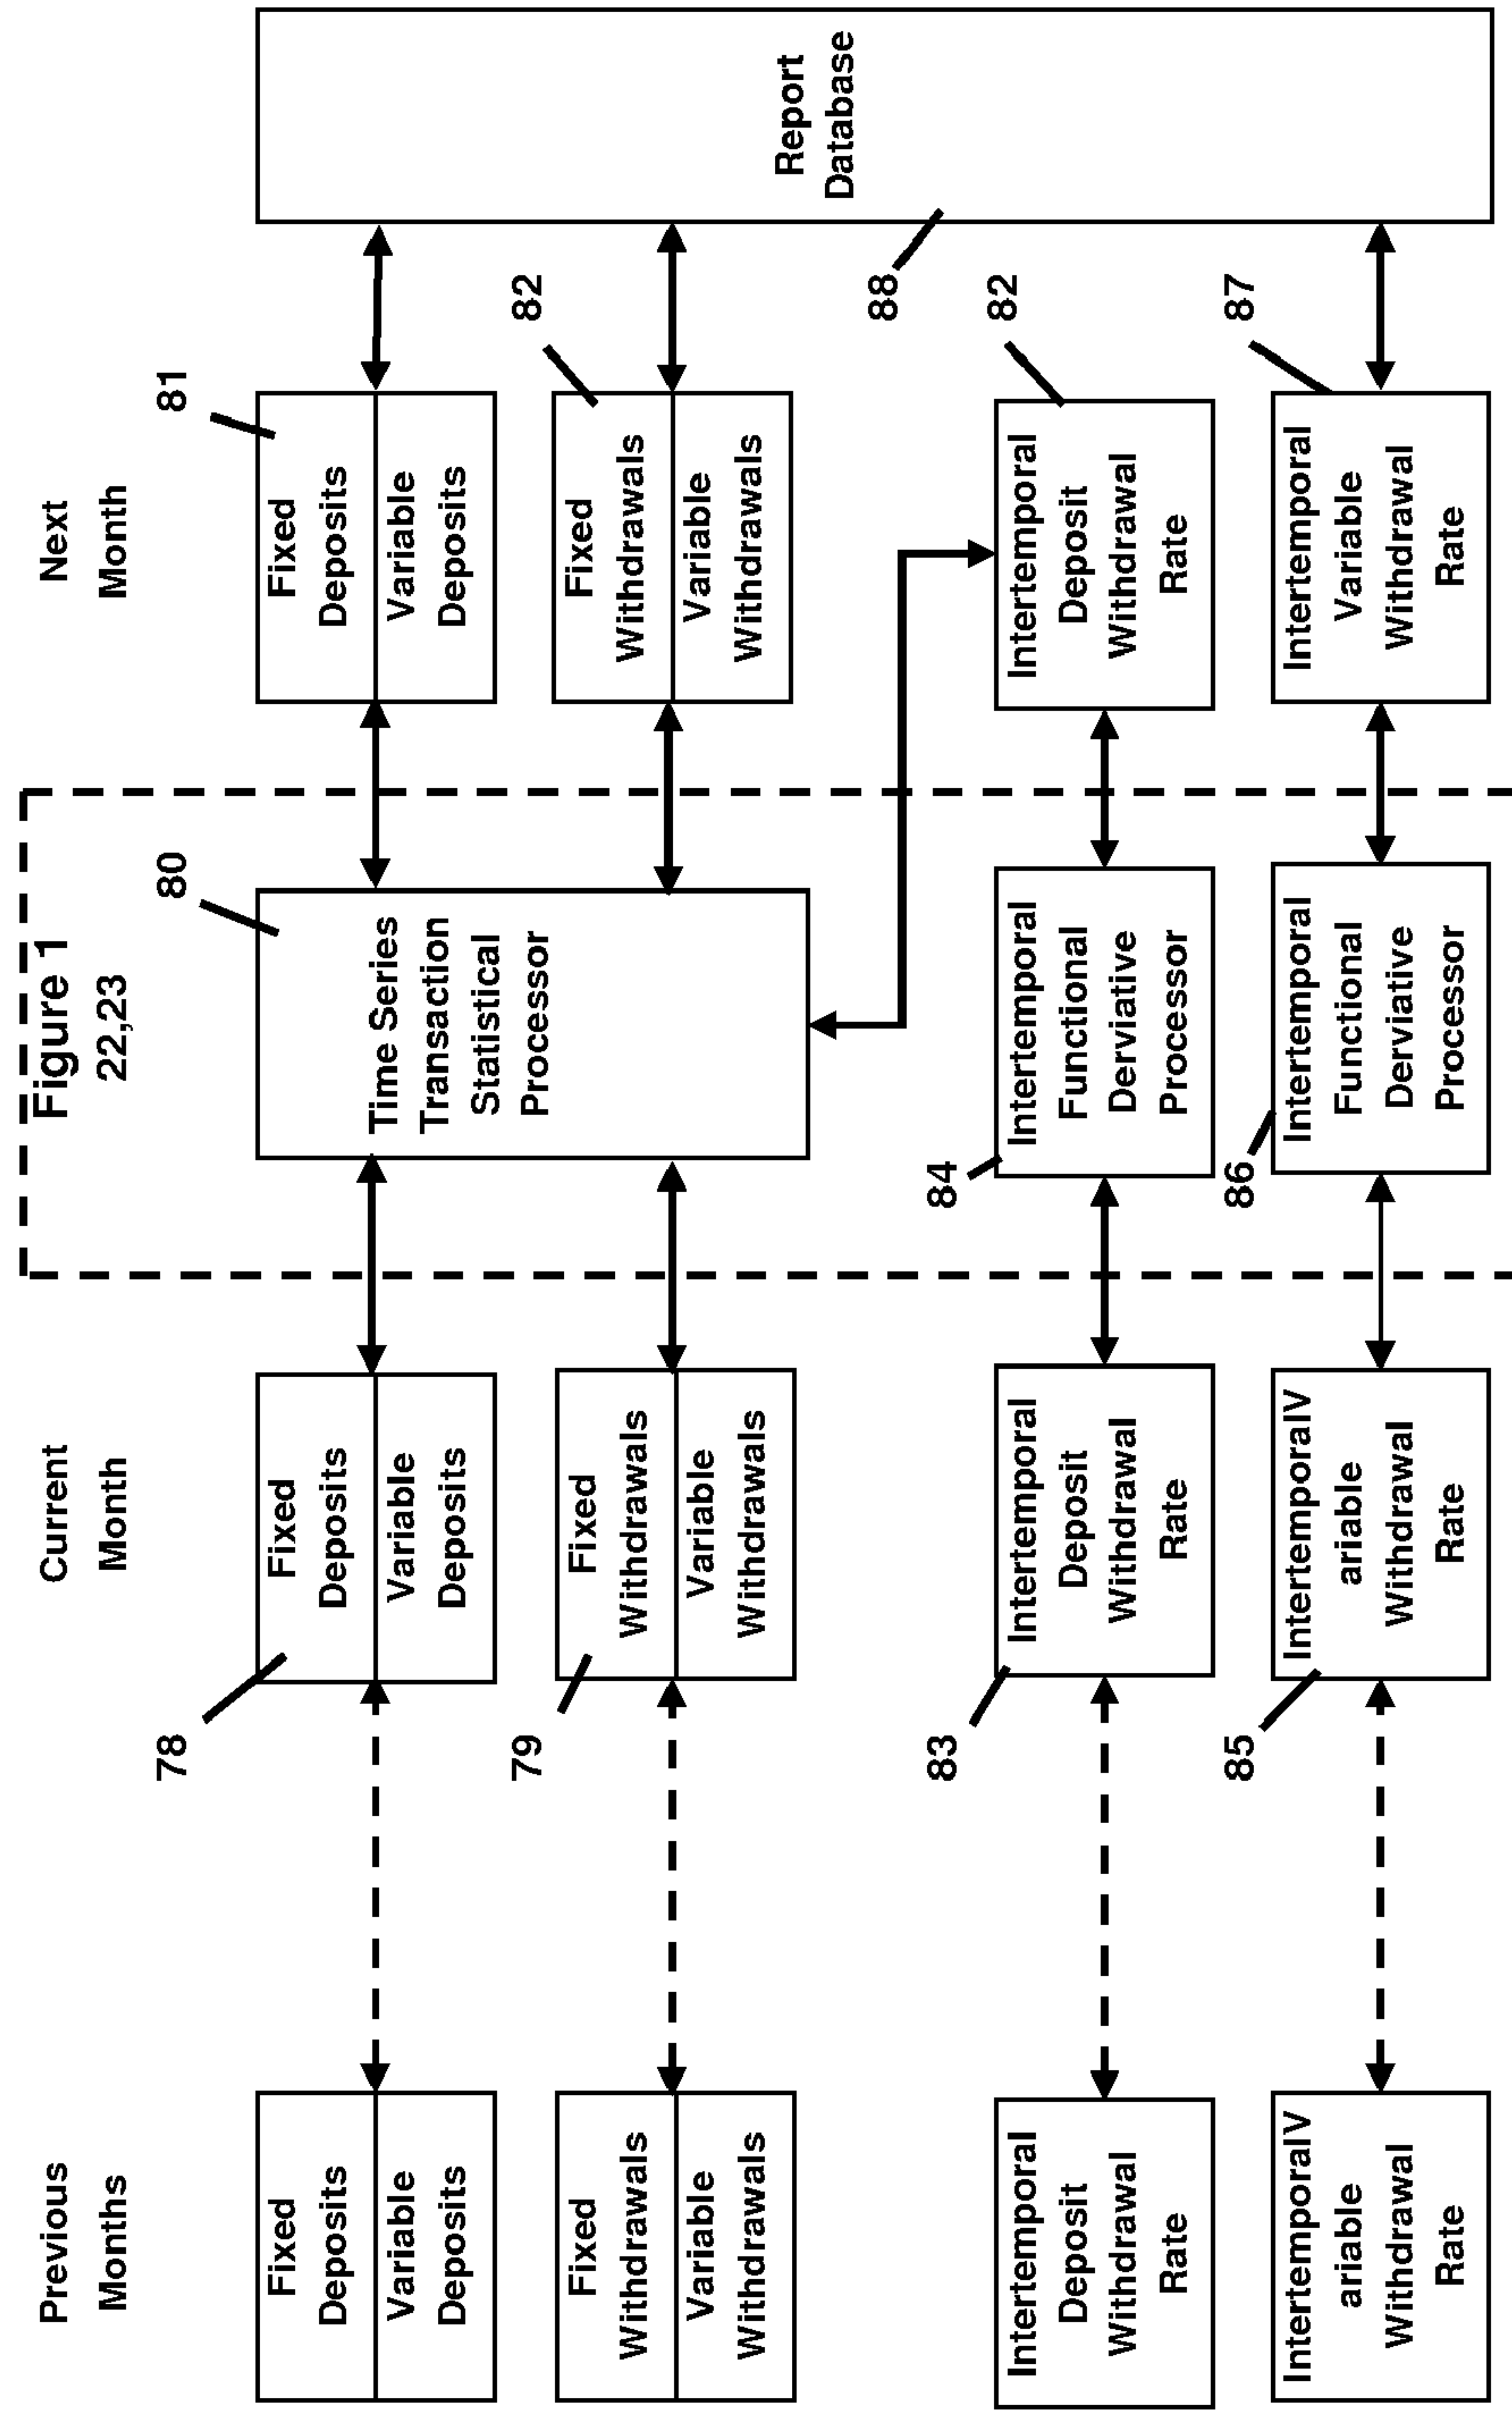 Previous
Months
Current
Month
Figure 1
22,23
Next
Month
78
80
81
Fixed
Deposits
Variable
Deposits
Fixed
Deposits
Variable
Deposits
Time Series
Transaction
Statistical
Processor
Fixed
Deposits
Variable
Deposits
Report
Database
79
82
Fixed
Withdrawals
Variable
Withdrawals
Fixed
Withdrawals
Variable
Withdrawals
Fixed
Withdrawals
Variable
Withdrawals
88
83
84
82
Intertemporal
Deposit
Withdrawal
Rate
Intertemporal
Deposit
Withdrawal
Rate
Intertemporal
Functional
Derviative
Processor
Intertemporal
Deposit
Withdrawal
Rate
85
86
87
IntertemporalV
ariable
Withdrawal
Rate
IntertemporalV
ariable
Withdrawal
Rate
Intertemporal
Functional
Derviative
Processor
Intertemporal
Variable
Withdrawal
Rate